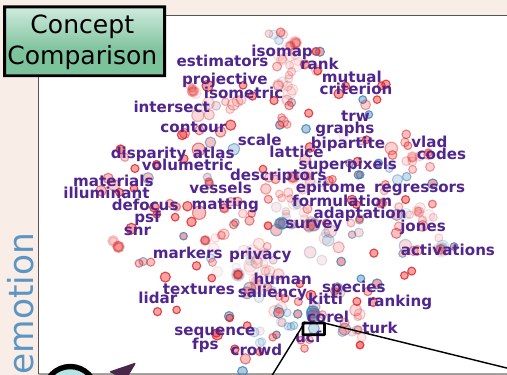 Concept
Comparison
isomap
estimators
rank
projective
mutual
isometric
criterion
intersect
trw
contour
graphs
scale
bipartite
vlad
disparity atlas
lattice
codes
volumetric
superpixels
materials
descriptors
illuminant
vessels
epitome
regressors
defocus
matting
formulation
psf
adaptation
snr
survey
jones
markers
privacy
activations
human
textures
saliency
species
lidar
kitti
ranking
corel
sequence
turk
fps
ucf
crowd
emotion